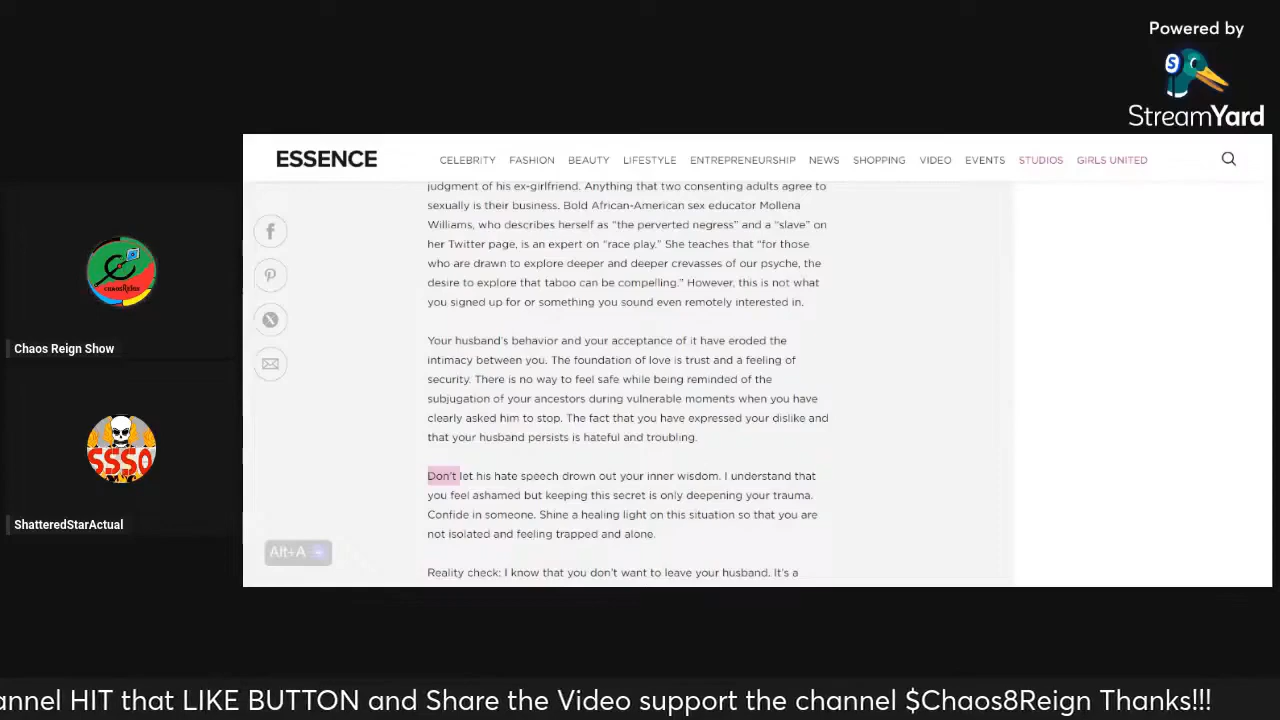 Powered by
StreamYard
ESSENCE
CELEBRITY FASHION BEAUTY LIFESTYLE ENTREPRENEURSHIP NEWS SHOPPING VIDEO EVENTS STUDIOS GIRLS UNITED
judgment of his ex-girlfriend. Anything that two consenting adults agree to
sexually is their business. Bold African-American sex educator Mollena
Williams, who describes herself as “the perverted negress” and a “slave” on
her Twitter page, is an expert on “race play.” She teaches that “for those
who are drawn to explore deeper and deeper crevasses of our psyche, the
desire to explore that taboo can be compelling.” However, this is not what
you signed up for or something you sound even remotely interested in.
Your husband’s behavior and your acceptance of it have eroded the
intimacy between you. The foundation of love is trust and a feeling of
security. There is no way to feel safe while being reminded of the
subjugation of your ancestors during vulnerable moments when you have
clearly asked him to stop. The fact that you have expressed your dislike and
that your husband persists is hateful and troubling.
Don’t let his hate speech drown out your inner wisdom. I understand that
you feel ashamed but keeping this secret is only deepening your trauma.
Confide in someone. Shine a healing light on this situation so that you are
not isolated and feeling trapped and alone.
Reality check: I know that you don’t want to leave your husband. It’s a
Alt+A
CHAOSREIGN
Chaos Reign Show
SSSO
ShatteredStarActual
annel HIT that LIKE BUTTON and Share the Video support the channel $Chaos8Reign Thanks!!!